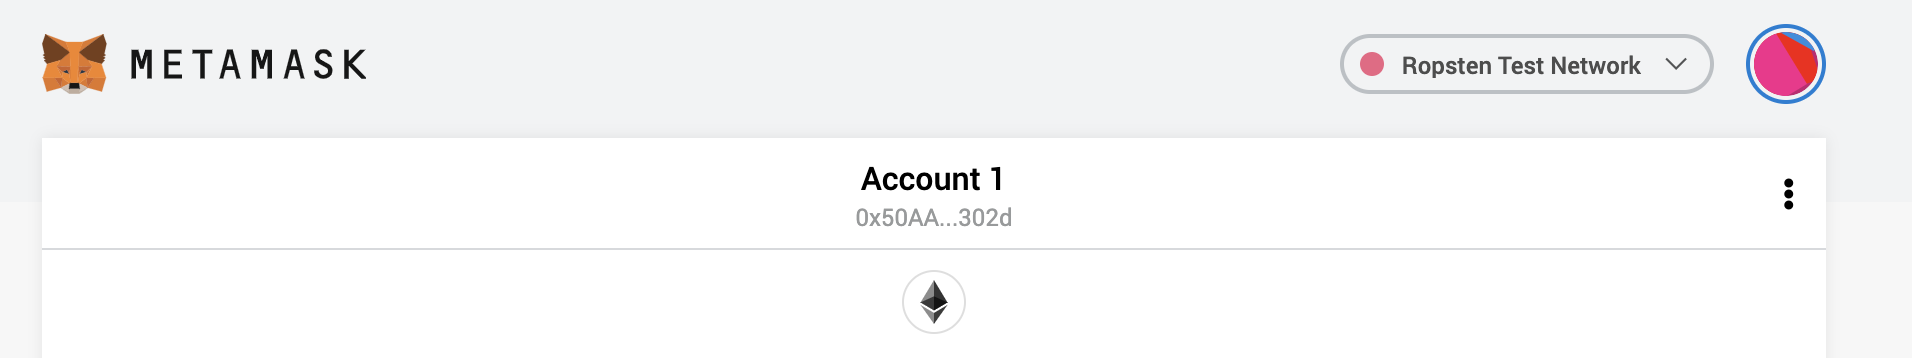 METAMASK
Ropsten Test Network
Account 1
0x50AA...302d